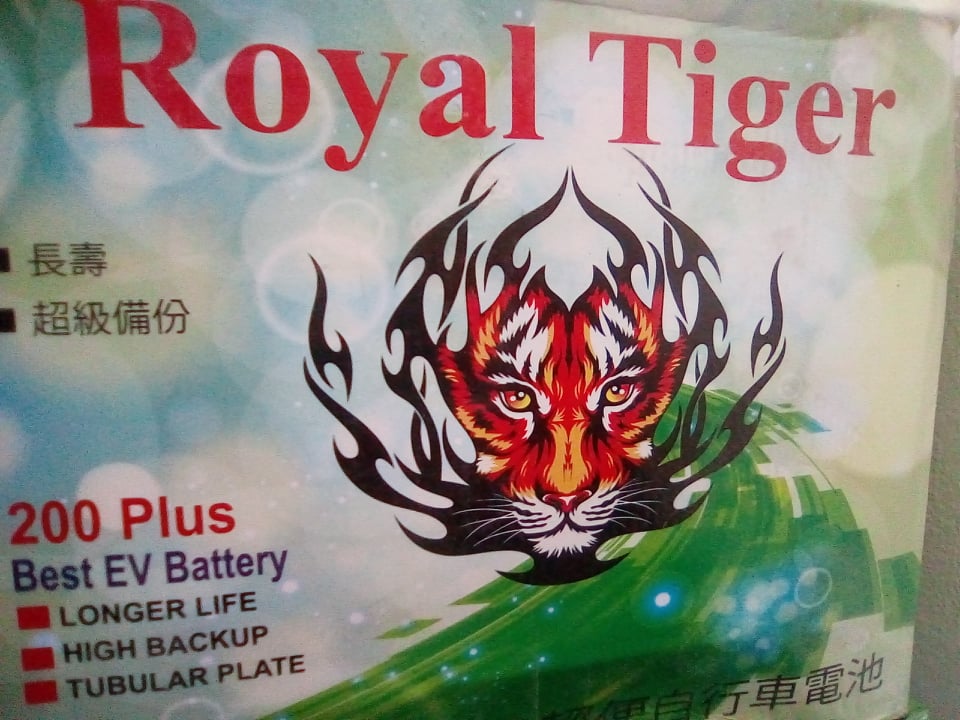 Royal Tiger
長壽
超級備份
200 Plus
Best EV Battery
LONGER LIFE
HIGH BACKUP
TUBULAR PLATE
自行車電池